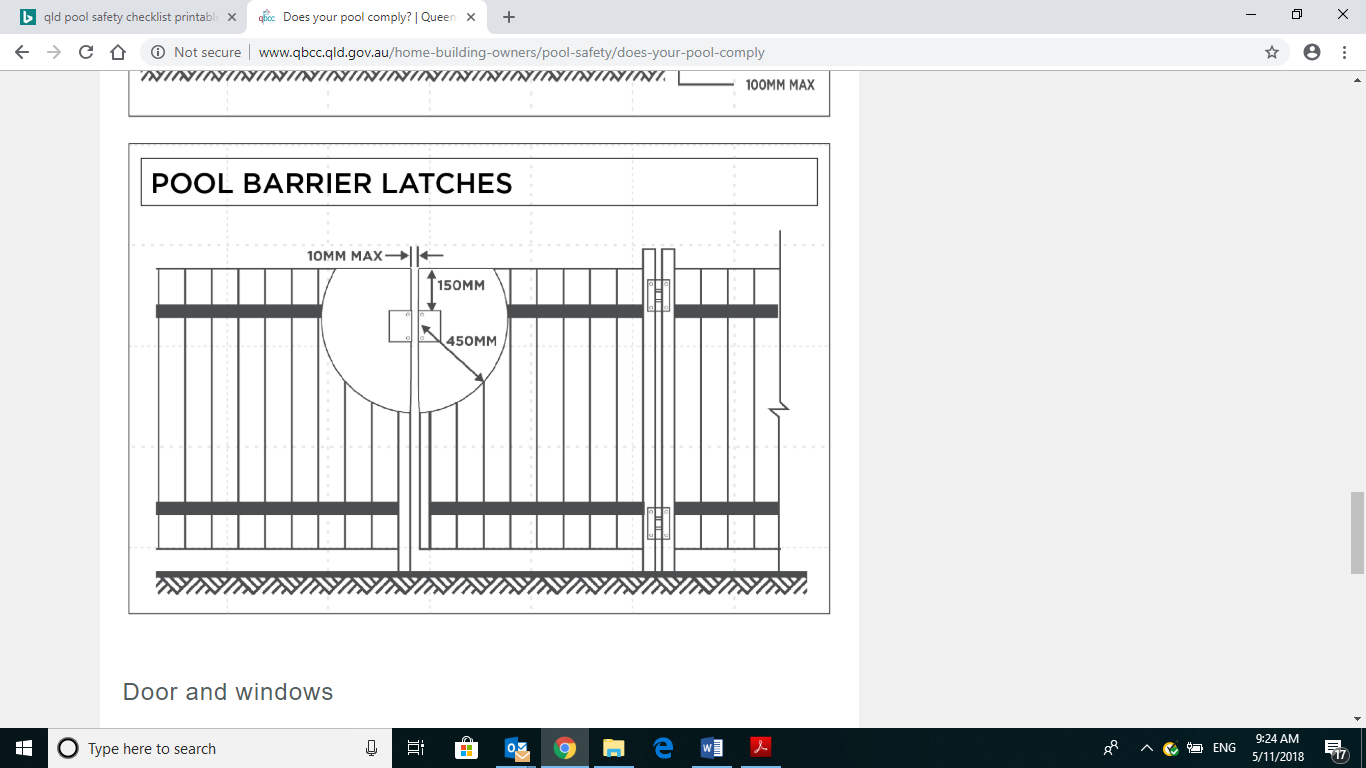 qld pool safety checklist printabl
qbcc
Does your pool comply? | Queen
Not secure
www.qbcc.qld.gov.au/home-building-owners/pool-safety/does-your-pool-comply
100MM MAX
POOL BARRIER LATCHES
10MM MAX
150MM
450MM
Door and windows
Type here to search
ENG
9:24 AM
5/11/2018
17